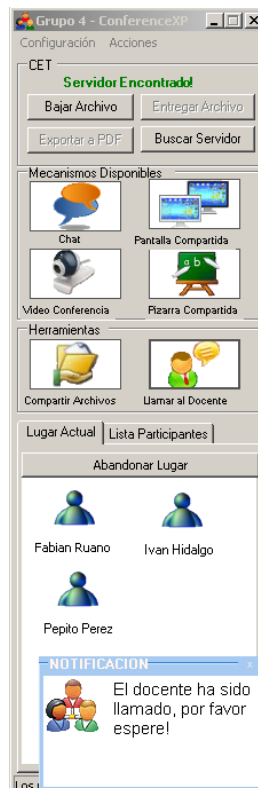 Grupo 4 - ConferenceXP
Configuración Acciones
CET
Servidor Encontrado!
Bajar Archivo Entregar Archivo
Exportar a PDF Buscar Servidor
Mecanismos Disponibles
Chat Pantalla Compartida
a b
Video Conferencia Pizarra Compartida
Herramientas
Compartir Archivos Llamar al Docente
Lugar Actual Lista Participantes
Abandonar Lugar
Fabian Ruano Ivan Hidalgo
Pepito Perez
NOTIFICACION x
El docente ha sido
llamado, por favor
espere!
Los